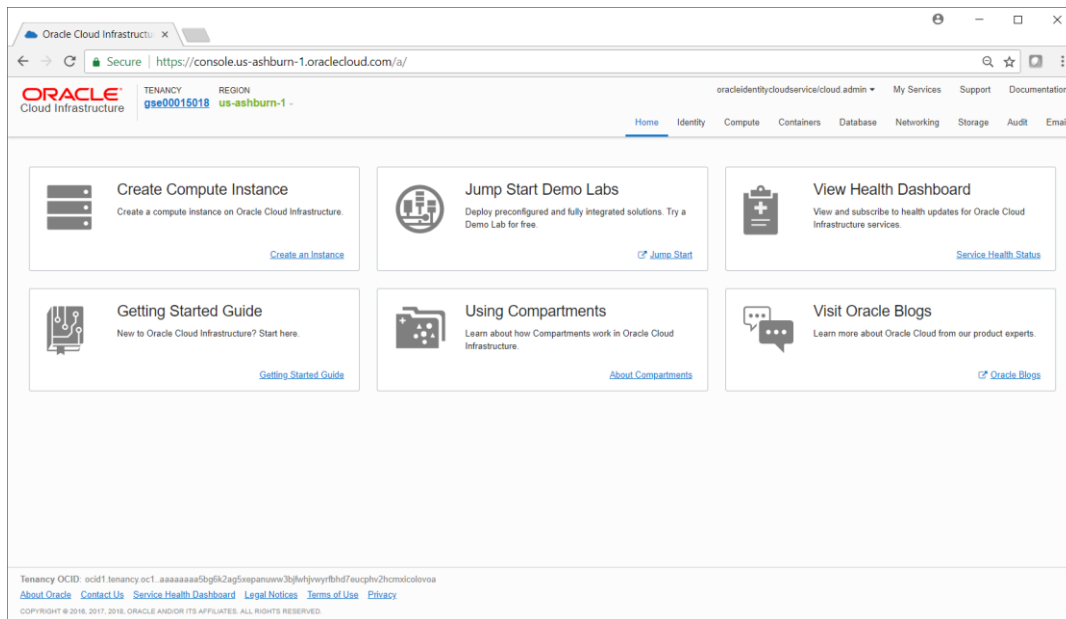 Oracle Cloud Infrastructu
Secure https://console.us-ashburn-1.oraclecloud.com/a/
ORACLE
Cloud Infrastructure
TENANCY
gse00015018
REGION
us-ashburn-1
oracleidentitycloudservice/cloud.admin My Services Support Documentation
Home Identity Compute Containers Database Networking Storage Audit Emai
Create Compute Instance
Create a compute instance on Oracle Cloud Infrastructure.
Create an Instance
Jump Start Demo Labs
Deploy preconfigured and fully integrated solutions. Try a
Demo Lab for free.
Jump Start
View Health Dashboard
View and subscribe to health updates for Oracle Cloud
Infrastructure services.
Service Health Status
Getting Started Guide
New to Oracle Cloud Infrastructure? Start here.
Getting Started Guide
Using Compartments
Learn about how Compartments work in Oracle Cloud
Infrastructure.
About Compartments
Visit Oracle Blogs
Learn more about Oracle Cloud from our product experts.
Oracle Blogs
Tenancy OCID:
About Oracle Contact Us Service Health Dashboard Legal Notices Terms of Use Privacy
COPYRIGHT © 2016, 2017, 2018, ORACLE AND/OR ITS AFFILIATES. ALL RIGHTS RESERVED.